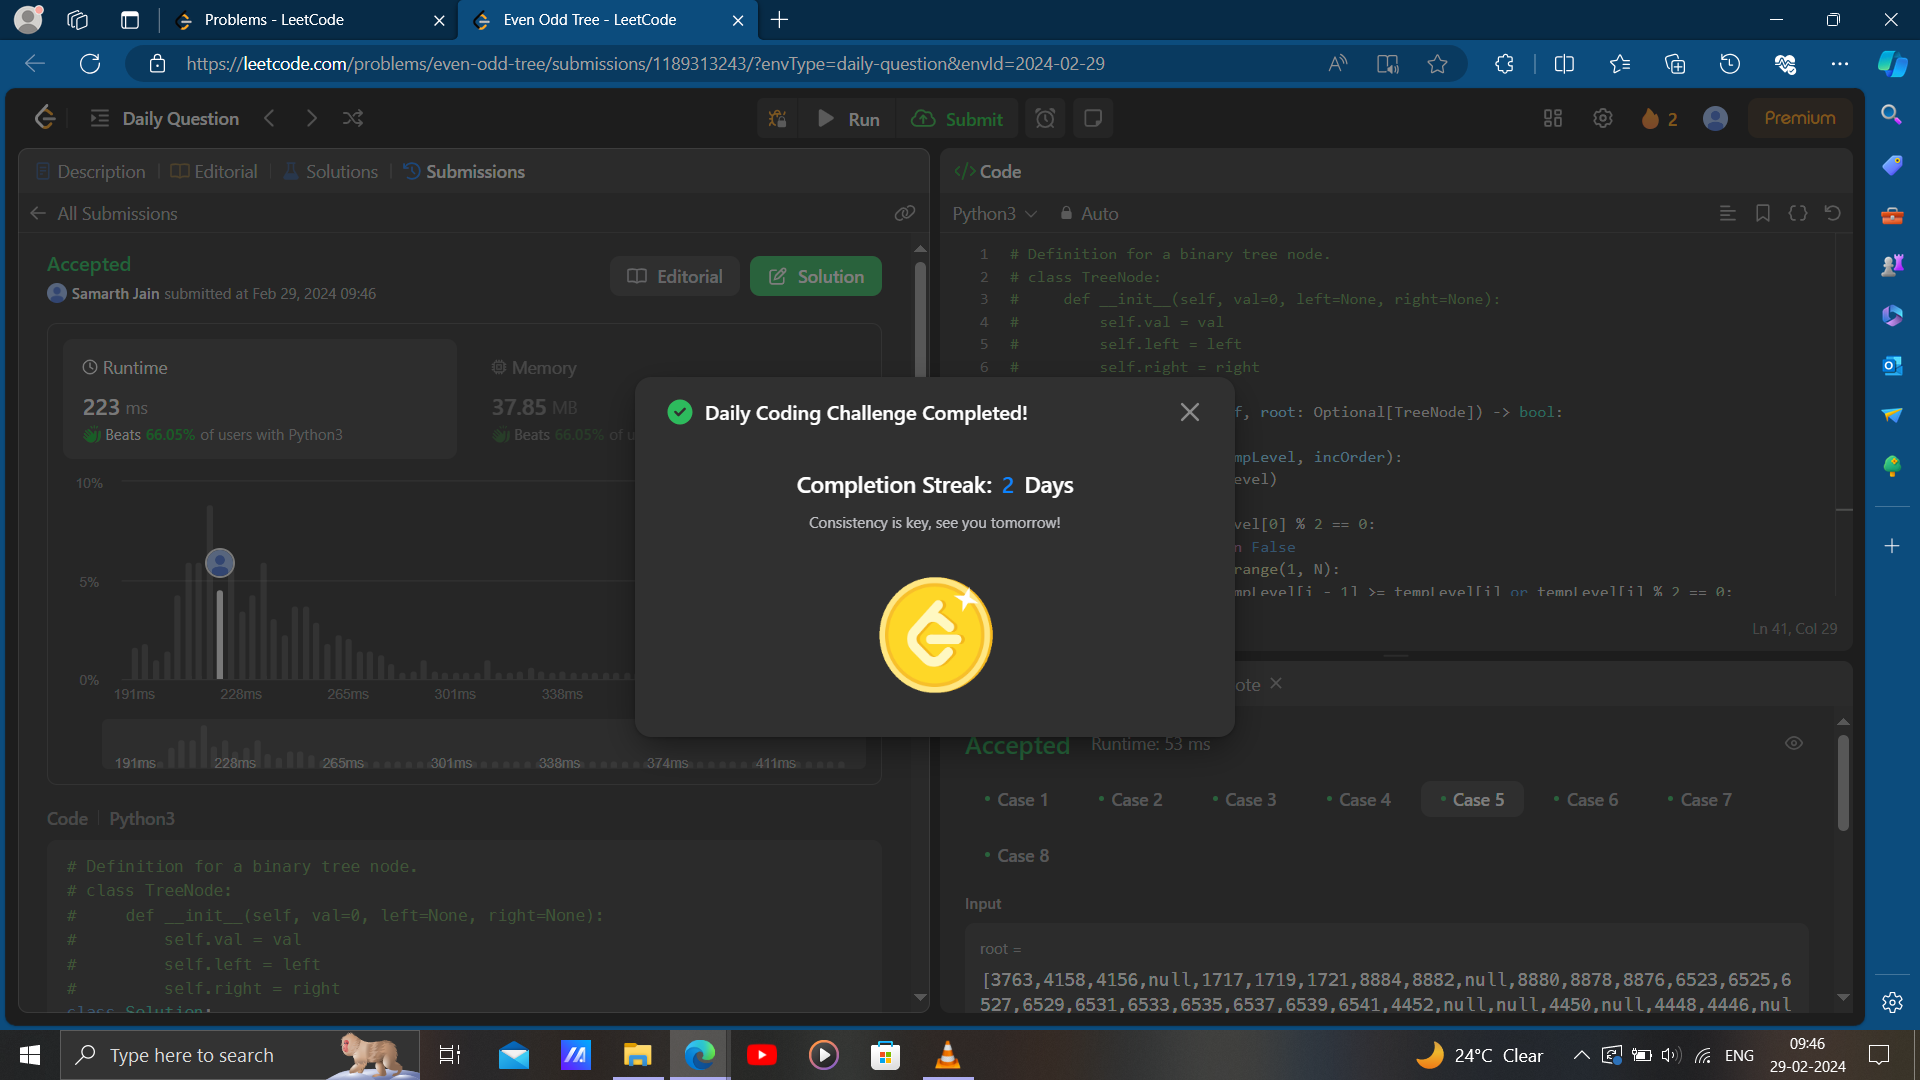 Problems - LeetCode
Even Odd Tree - LeetCode
https://leetcode.com/problems/even-odd-tree/submissions/1189313243/?envType=daily-question&envId=2024-02-29
Daily Question
Run
Submit
2
Premium
Description
Editorial
Solutions
Submissions
All Submissions
Accepted
Samarth Jain submitted at Feb 29, 2024 09:46
Editorial
Solution
Runtime
223 ms
Beats 66.05% of users with Python3
Memory
37.85 MB
Beats 66.05% of u
10%
5%
0%
191ms 228ms 265ms 301ms 338ms
191ms 228ms 265ms 301ms 338ms 374ms 411ms
Code
Python3
# Definition for a binary tree node.
# class TreeNode:
#     def __init__(self, val=0, left=None, right=None):
#         self.val = val
#         self.left = left
#         self.right = right
class Solution:
Daily Coding Challenge Completed!
Completion Streak: 2 Days
Consistency is key, see you tomorrow!
Code
Python3
Auto
1 # Definition for a binary tree node.
2 # class TreeNode:
3 #     def __init__(self, val=0, left=None, right=None):
4 #         self.val = val
5 #         self.left = left
6 #         self.right = right
f, root: Optional[TreeNode]) -> bool:
mpLevel, incOrder):
evel)
vel[0] % 2 == 0:
n False
range(1, N):
mpLevel[i - 1] >= tempLevel[i] or tempLevel[i] % 2 == 0:
Ln 41, Col 29
ote
Accepted
Runtime: 53 ms
Case 1
Case 2
Case 3
Case 4
Case 5
Case 6
Case 7
Case 8
Input
root =
[3763,4158,4156,null,1717,1719,1721,8884,8882,null,8880,8878,8876,6523,6525,6
527,6529,6531,6533,6535,6537,6539,6541,4452,null,null,4450,null,4448,4446,nul
Type here to search
24°C Clear
ENG
09:46
29-02-2024